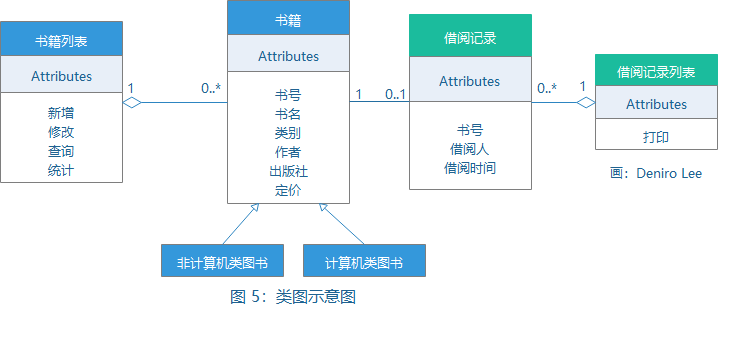 书籍列表
Attributes
新增
修改
查询
统计
1
0..*
书籍
Attributes
书号
书名
类别
作者
出版社
定价
1
0..1
借阅记录
Attributes
书号
借阅人
借阅时间
0..*
1
借阅记录列表
Attributes
打印
画：Deniro Lee
非计算机类图书
计算机类图书
图 5：类图示意图